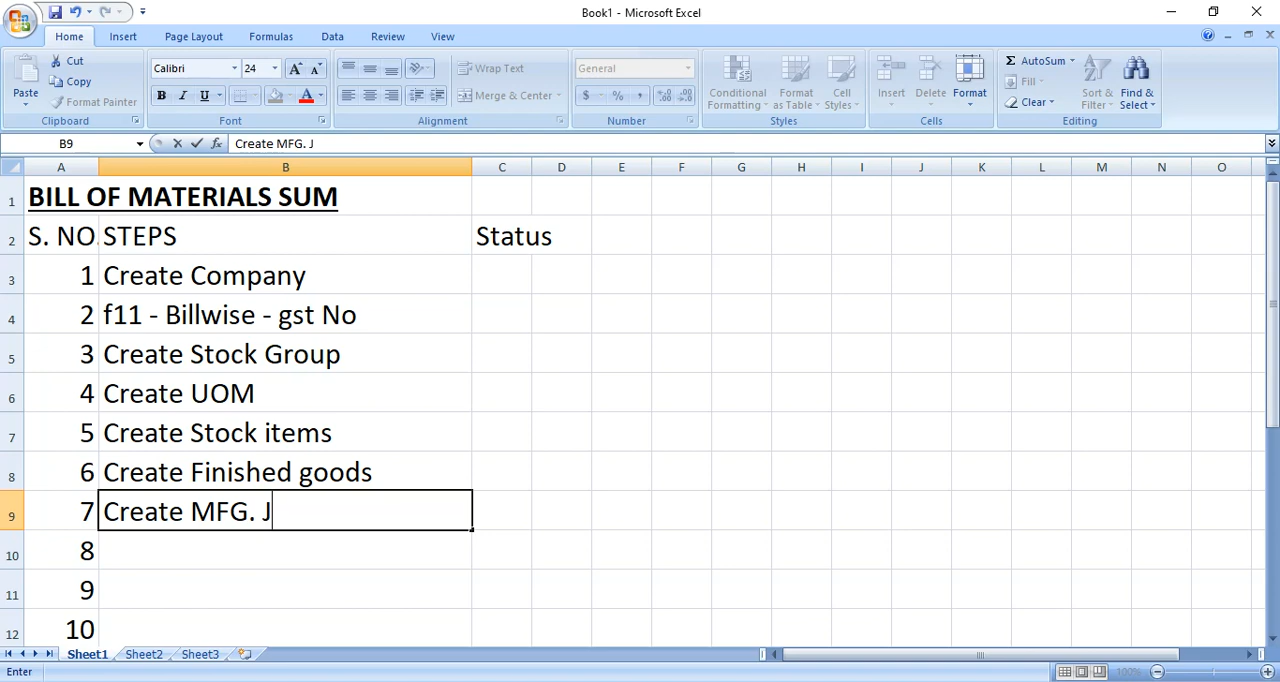 Book1 - Microsoft Excel
Home Insert Page Layout Formulas Data Review View
Paste
Cut
Copy
Format Painter
Clipboard
Calibri 24
B I U
Font
Wrap Text
Merge & Center
Alignment
General
$ % ,
Number
Conditional Formatting
Format as Table
Cell Styles
Styles
Insert Delete Format
Cells
Σ AutoSum
Fill
Clear
Sort & Filter
Find & Select
Editing
B9 fx Create MFG. J
A B C D E F G H I J K L M N O
1 BILL OF MATERIALS SUM
2 S. NO. STEPS Status
3 1 Create Company
4 2 f11 - Billwise - gst No
5 3 Create Stock Group
6 4 Create UOM
7 5 Create Stock items
8 6 Create Finished goods
9 7 Create MFG. J
10 8
11 9
12 10
Sheet1 Sheet2 Sheet3
Enter 100%